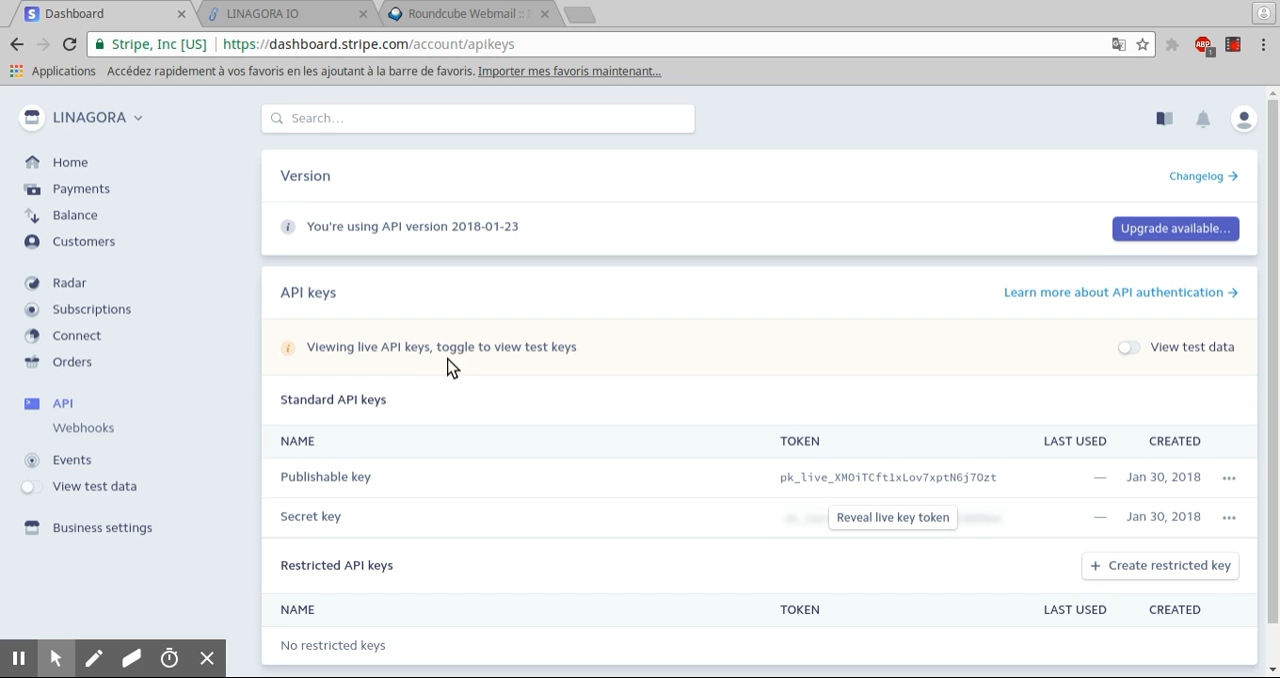 Dashboard
LINAGORA IO
Roundcube Webmail ::
Stripe, Inc [US] https://dashboard.stripe.com/account/apikeys
ABP
1
Applications Accédez rapidement à vos favoris en les ajoutant à la barre de favoris. Importer mes favoris maintenant...
LINAGORA
Search...
Home
Payments
Balance
Customers
Radar
Subscriptions
Connect
Orders
API
Webhooks
Events
View test data
Business settings
Version Changelog →
You're using API version 2018-01-23 Upgrade available...
API keys Learn more about API authentication →
Viewing live API keys, toggle to view test keys View test data
Standard API keys
NAME TOKEN LAST USED CREATED
Publishable key pk_live_XMOiTCft1xLov7xptN6j7Ozt — Jan 30, 2018
Secret key Reveal live key token — Jan 30, 2018
Restricted API keys + Create restricted key
NAME TOKEN LAST USED CREATED
No restricted keys